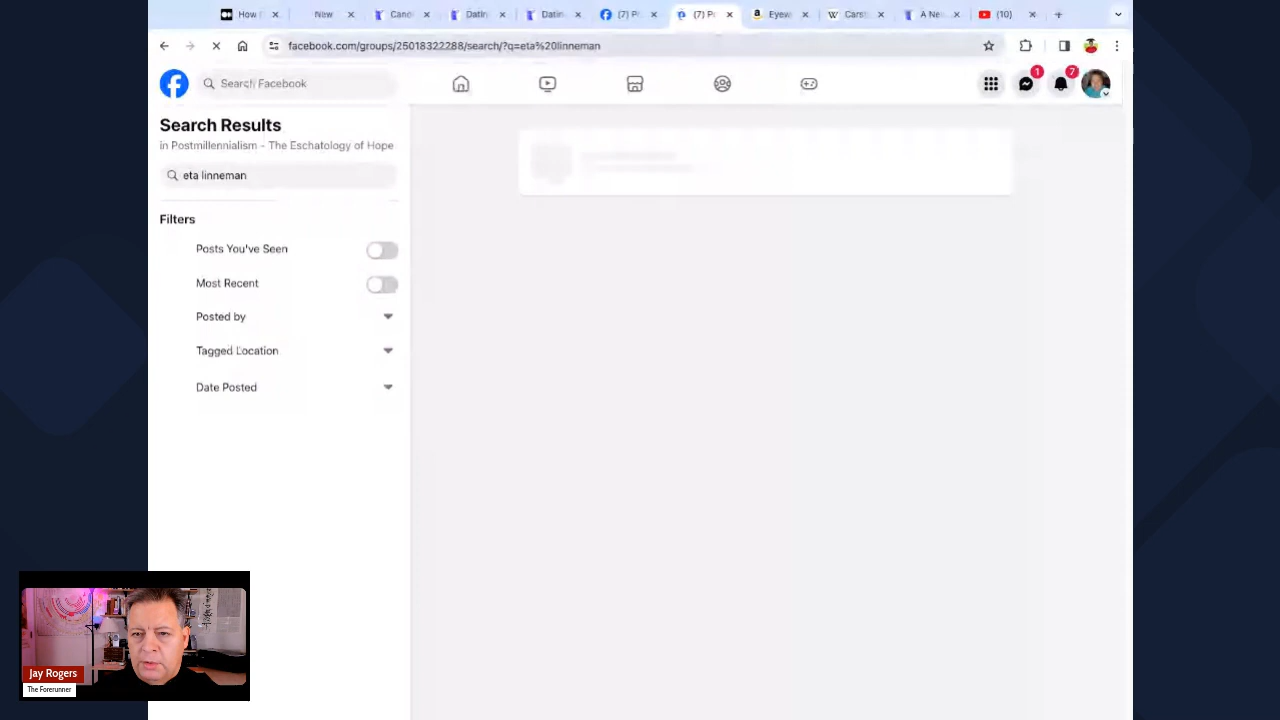 How
New
Cand
Datin
Datin
(7) P
(7) P
Eyew
Carst
A Ne
(10)
facebook.com/groups/25018322288/search/?q=eta%20linneman
Search Facebook
1
7
Search Results
in Postmillennialism - The Eschatology of Hope
eta linneman
Filters
Posts You've Seen
Most Recent
Posted by
Tagged Location
Date Posted
Jay Rogers
The Forerunner